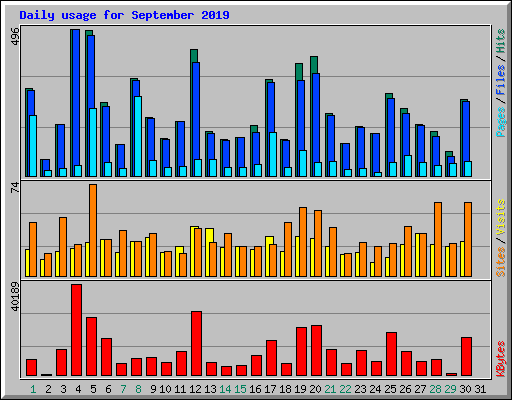 Daily usage for September 2019
496
Pages / Files / Hits
74
Sites / Visits
40189
KBytes
1 2 3 4 5 6 7 8 9 10 11 12 13 14 15 16 17 18 19 20 21 22 23 24 25 26 27 28 29 30 31